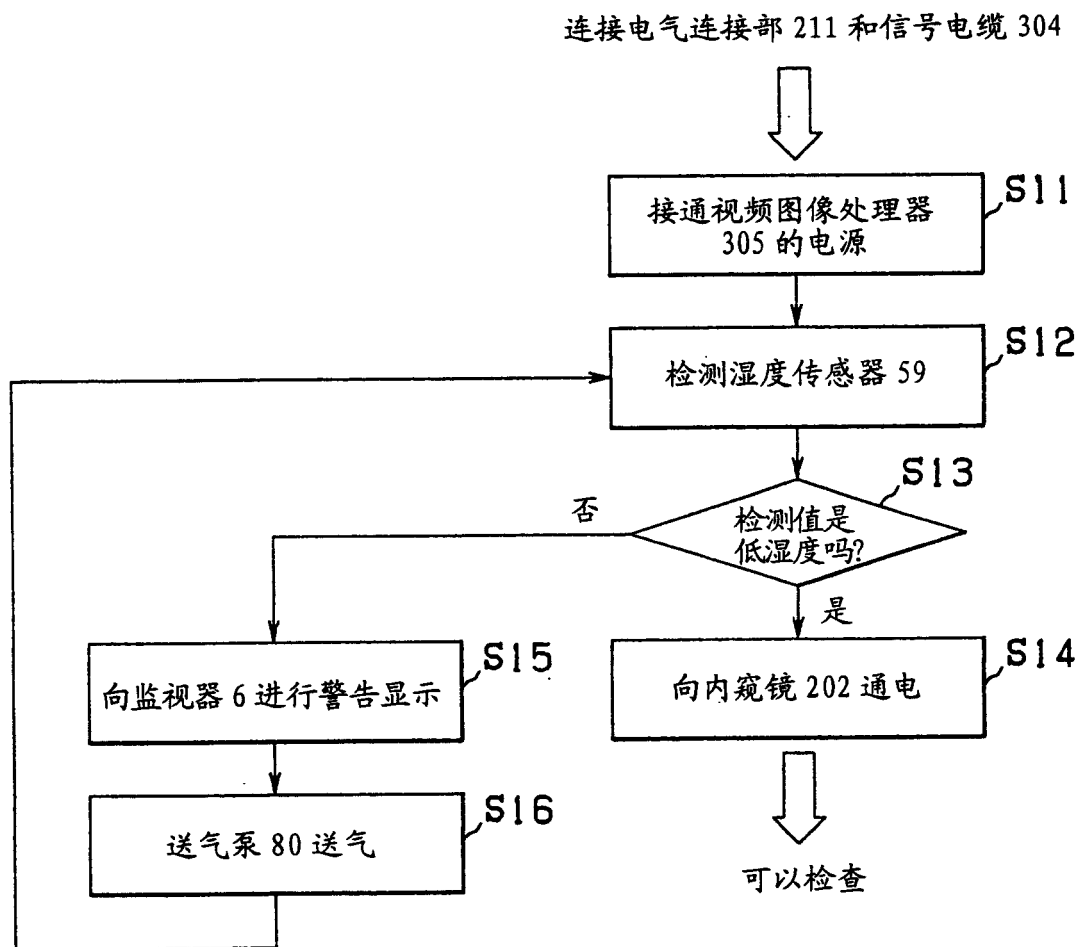 连接电气连接部 211 和信号电缆 304
接通视频图像处理器
305 的电源
S11
检测湿度传感器 59
S12
检测值是
低湿度吗?
S13
否
是
向监视器 6 进行警告显示
S15
向内窥镜 202 通电
S14
送气泵 80 送气
S16
可以检查